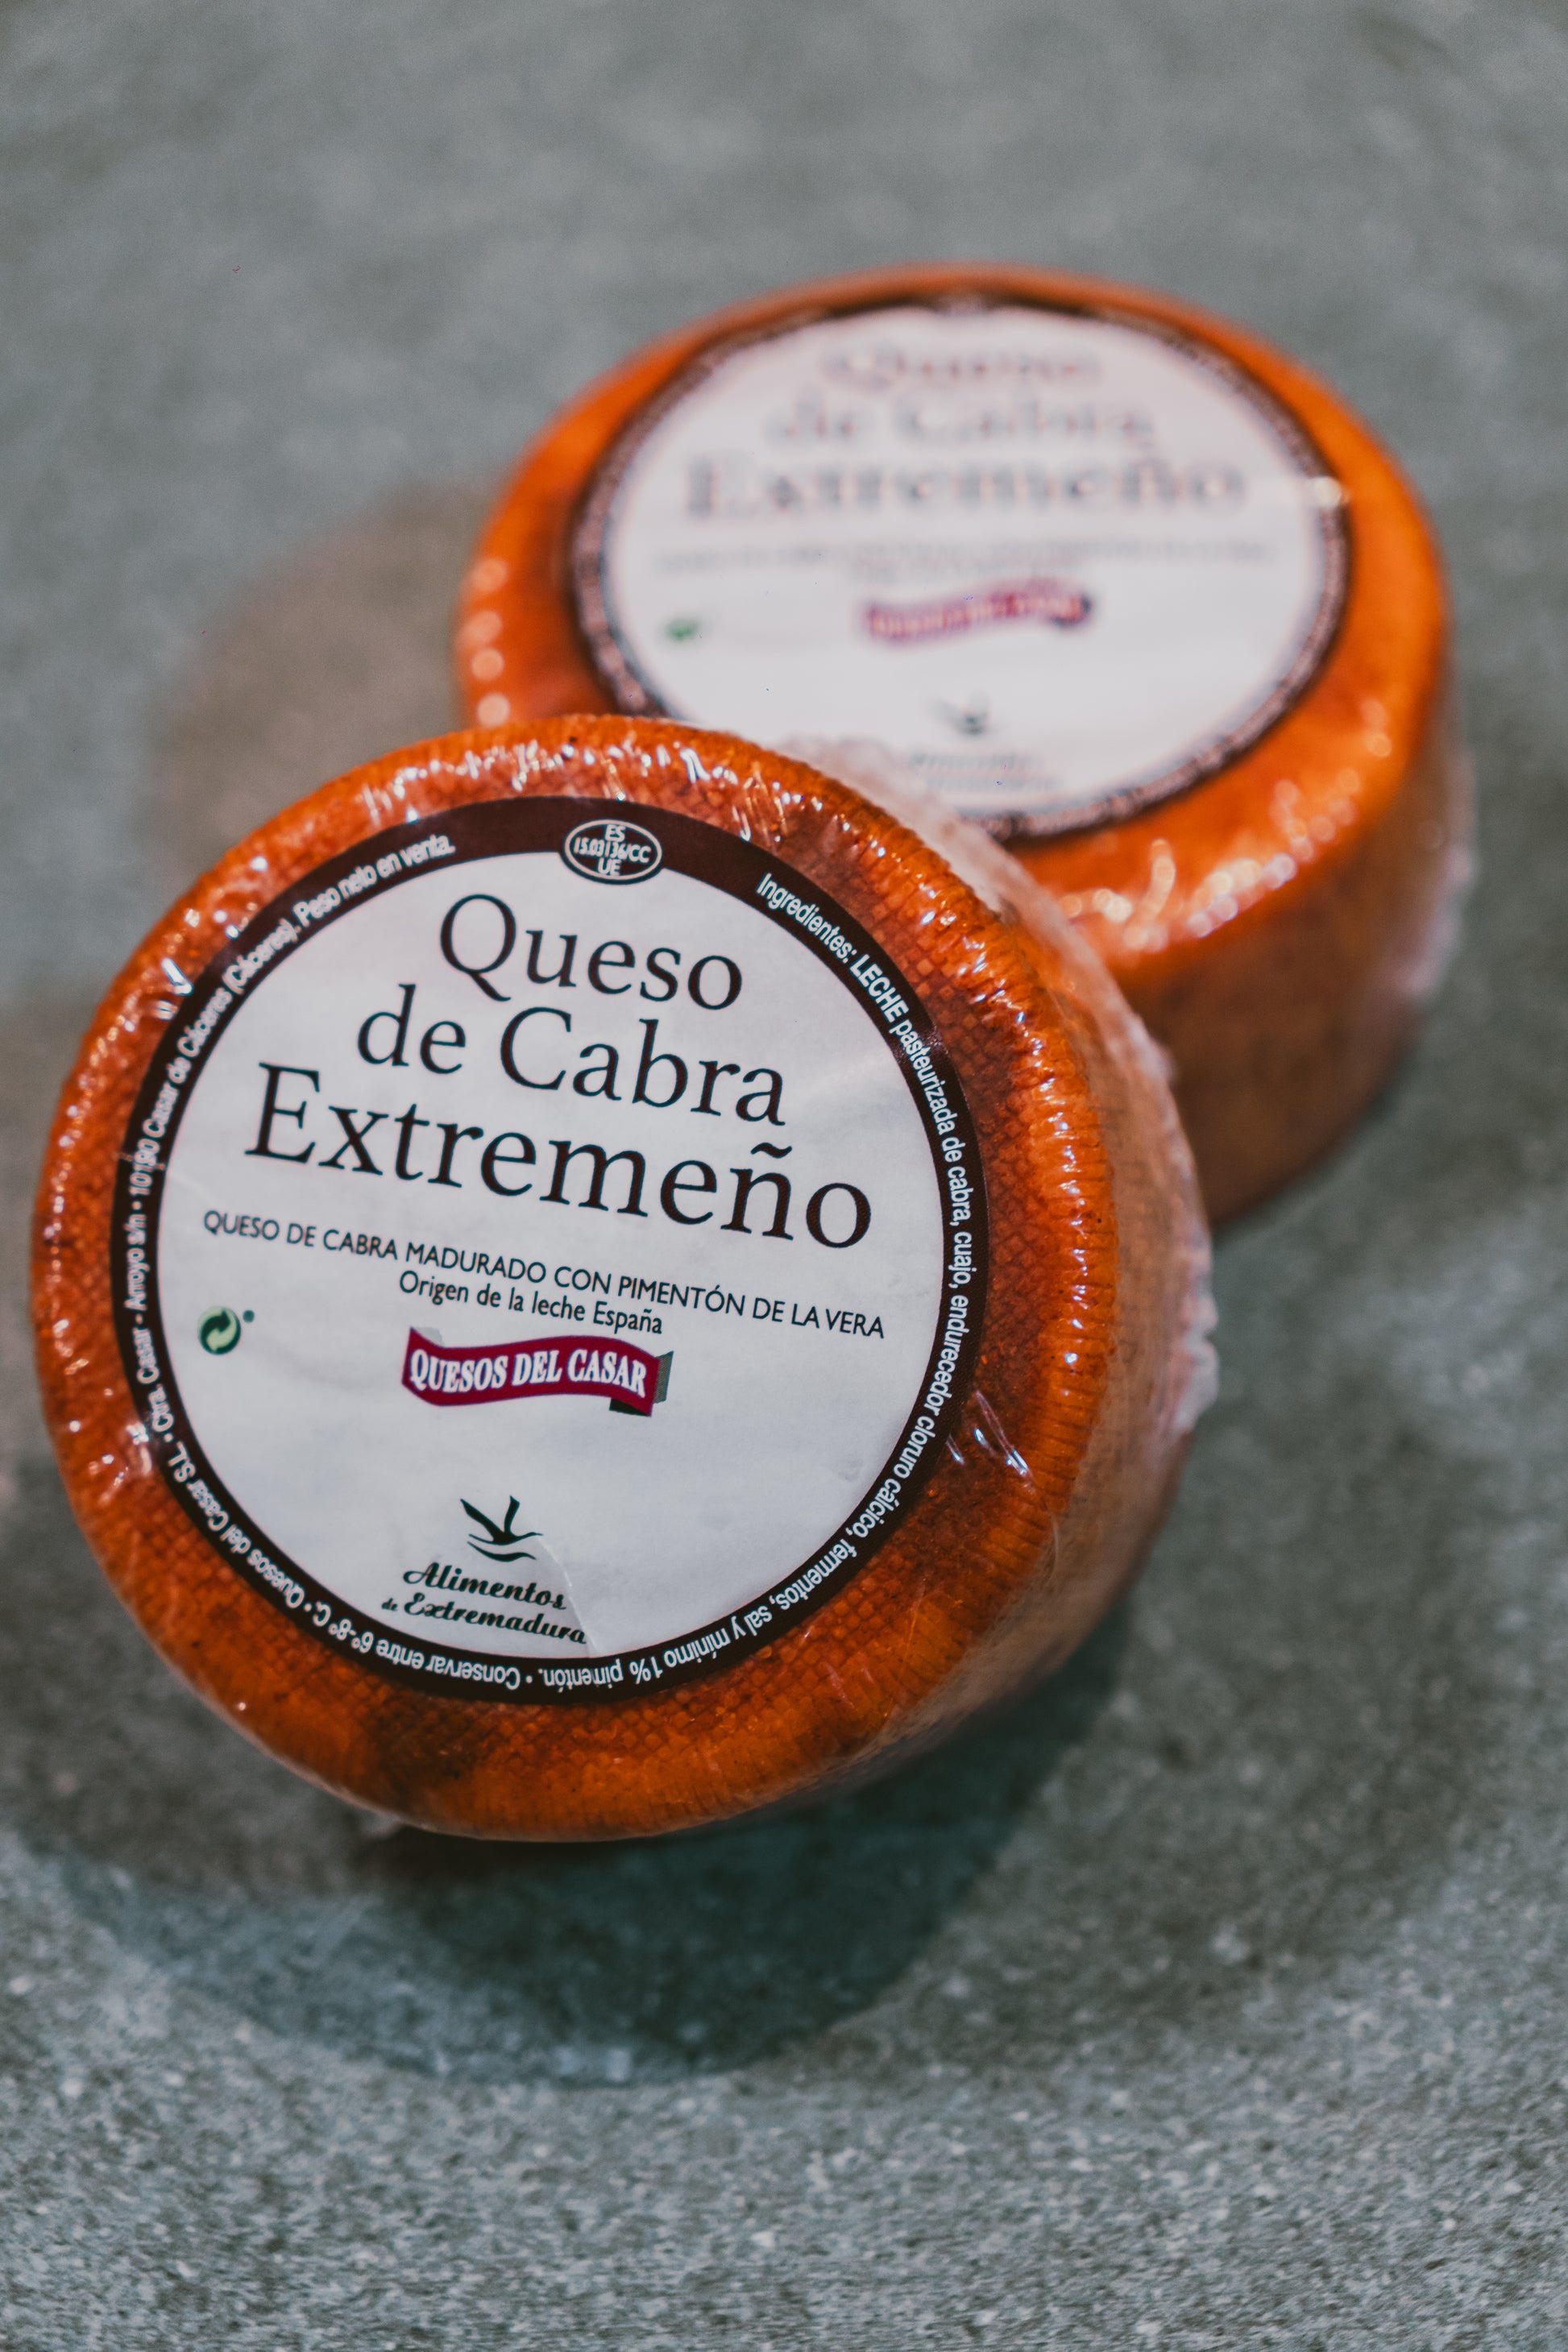 ES
15.03136/CC
UE
Queso
de Cabra
Extremeño
QUESO DE CABRA MADURADO CON PIMENTÓN DE LA VERA
Origen de la leche España
QUESOS DEL CASAR
Alimentos
de Extremadura
Ingredientes: LECHE pasteurizada de cabra, cuajo, endurecedor cloruro cálcico, fermentos, sal y mínimo 1% pimentón. • Conservar entre 6º-8º C. • Quesos del Casar S.L. • Ctra. Casar - Arroyo s/n • 10190 Casar de Cáceres (Cáceres). Peso neto en venta.
Queso
de Cabra
Extremeño